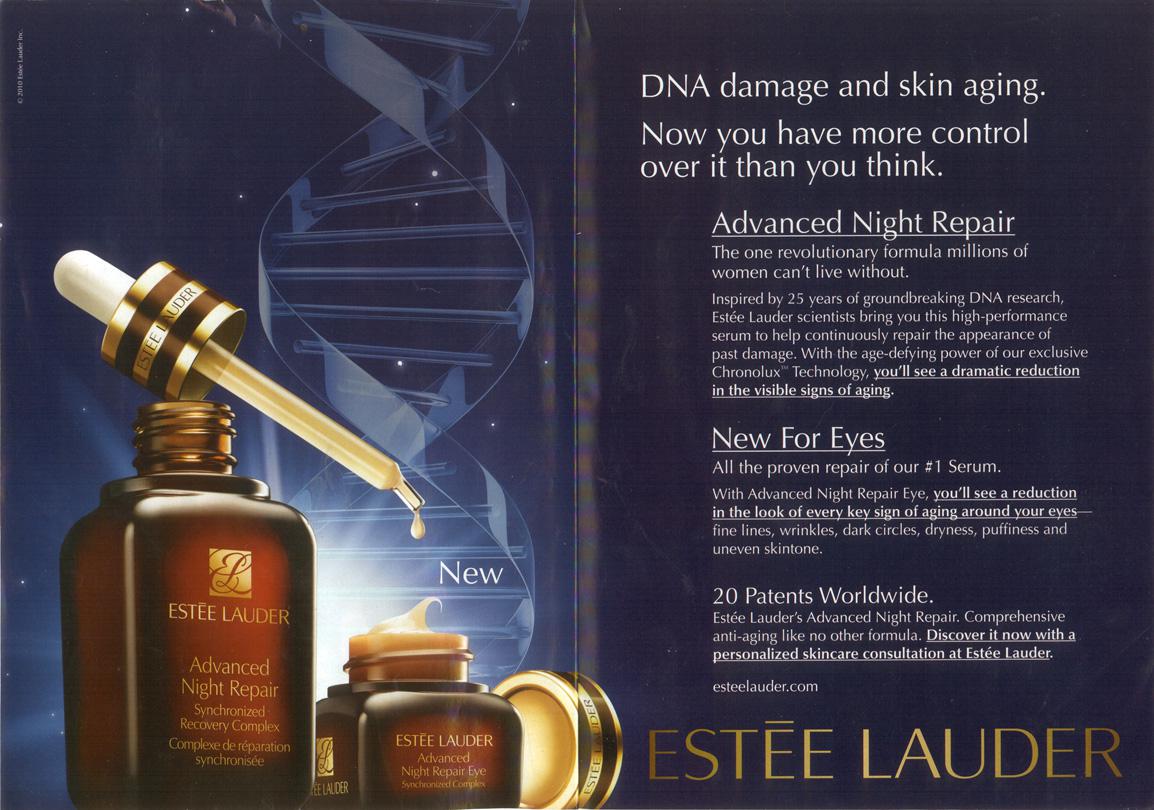 © 2010 Estée Lauder Inc.
DNA damage and skin aging.
Now you have more control
over it than you think.
Advanced Night Repair
The one revolutionary formula millions of
women can't live without.
Inspired by 25 years of groundbreaking DNA research,
Estée Lauder scientists bring you this high-performance
serum to help continuously repair the appearance of
past damage. With the age-defying power of our exclusive
Chronolux™ Technology, you'll see a dramatic reduction
in the visible signs of aging.
New For Eyes
All the proven repair of our #1 Serum.
With Advanced Night Repair Eye, you'll see a reduction
in the look of every key sign of aging around your eyes—
fine lines, wrinkles, dark circles, dryness, puffiness and
uneven skintone.
20 Patents Worldwide.
Estée Lauder's Advanced Night Repair. Comprehensive
anti-aging like no other formula. Discover it now with a
personalized skincare consultation at Estée Lauder.
esteelauder.com
ESTĒE LAUDER
ESTĒE LAUDER
EL
ESTĒE LAUDER
Advanced
Night Repair
Synchronized
Recovery Complex
Complexe de réparation
synchronisée
New
EL
ĒE LAUDER
ESTĒE LAUDER
Advanced
Night Repair Eye
Synchronized Complex
ESTĒE LAUDER